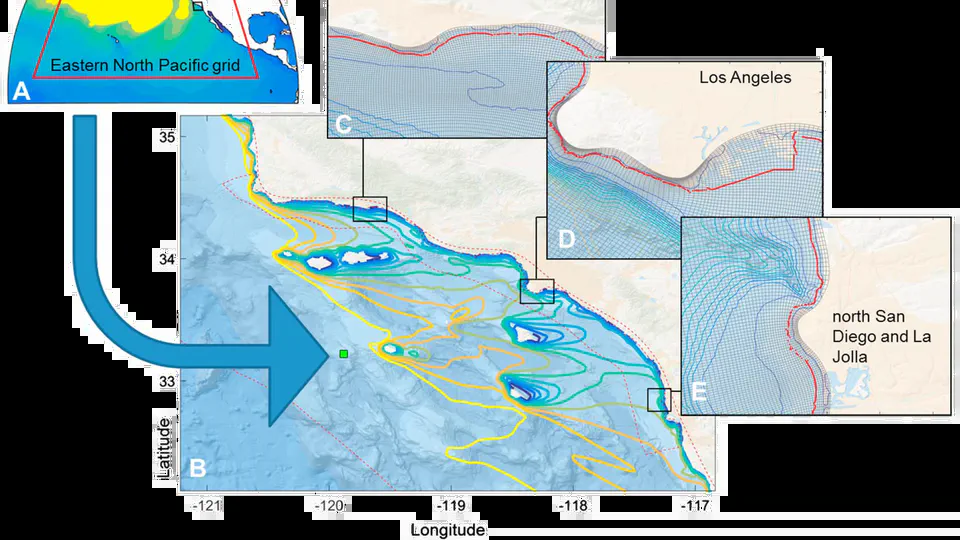 Eastern North Pacific grid
A
C
Los Angeles
D
north San
Diego and La
Jolla
E
B
35
34
33
Latitude
-121
-120
-119
-118
-117
Longitude